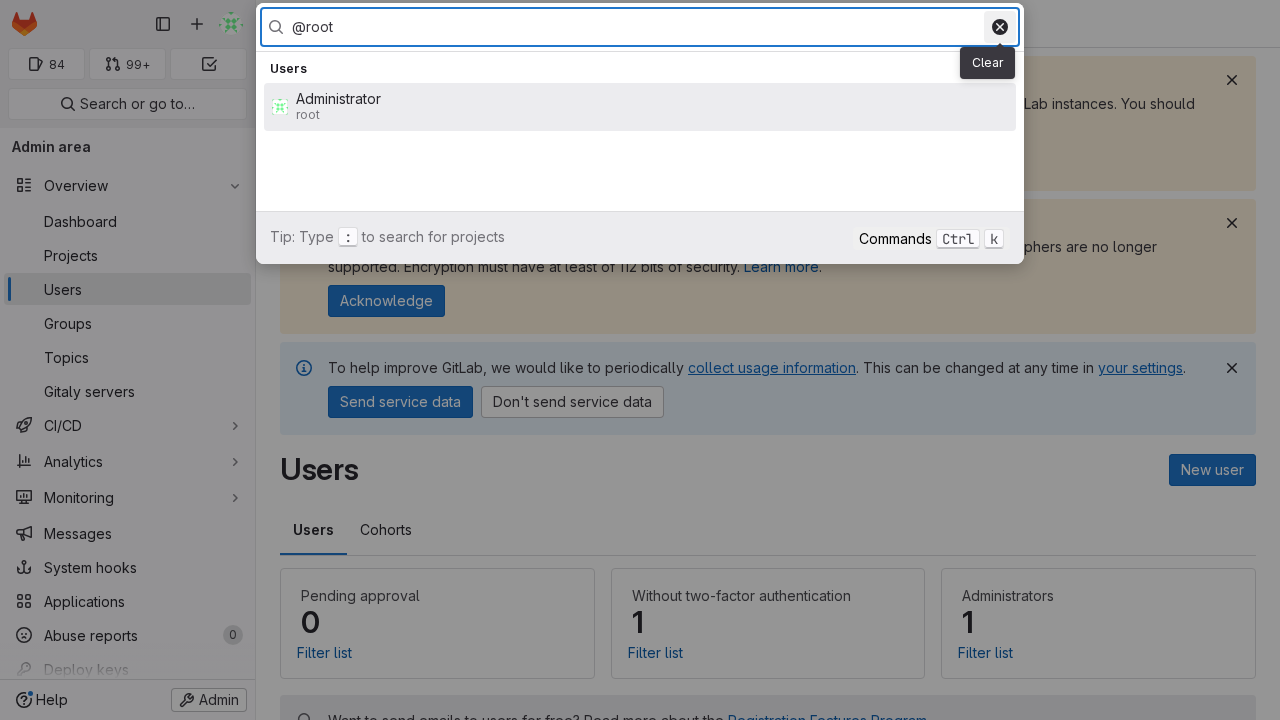 @root
Clear
84
99+
Search or go to…
Users
Administrator
root
Tip: Type : to search for projects
Commands Ctrl k
Lab instances. You should
phers are no longer
supported. Encryption must have at least of 112 bits of security. Learn more.
Acknowledge
Admin area
Overview
Dashboard
Projects
Users
Groups
Topics
Gitaly servers
CI/CD
Analytics
Monitoring
Messages
System hooks
Applications
Abuse reports 0
Deploy keys
Help
Admin
To help improve GitLab, we would like to periodically collect usage information. This can be changed at any time in your settings.
Send service data
Don't send service data
Users
New user
Users
Cohorts
Pending approval
0
Filter list
Without two-factor authentication
1
Filter list
Administrators
1
Filter list
Want to send emails to users for free? Read more about the Registration Features Program